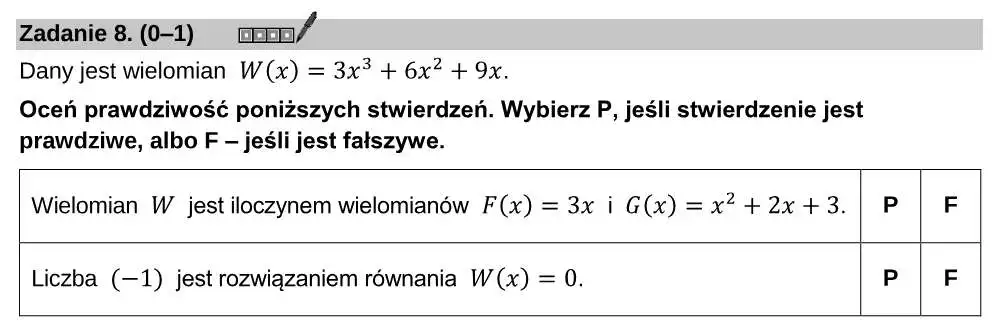 Zadanie 8. (0–1)
Dany jest wielomian W(x) = 3x³ + 6x² + 9x.
Oceń prawdziwość poniższych stwierdzeń. Wybierz P, jeśli stwierdzenie jest
prawdziwe, albo F – jeśli jest fałszywe.
Wielomian W jest iloczynem wielomianów F(x) = 3x i G(x) = x² + 2x + 3. P F
Liczba (−1) jest rozwiązaniem równania W(x) = 0. P F